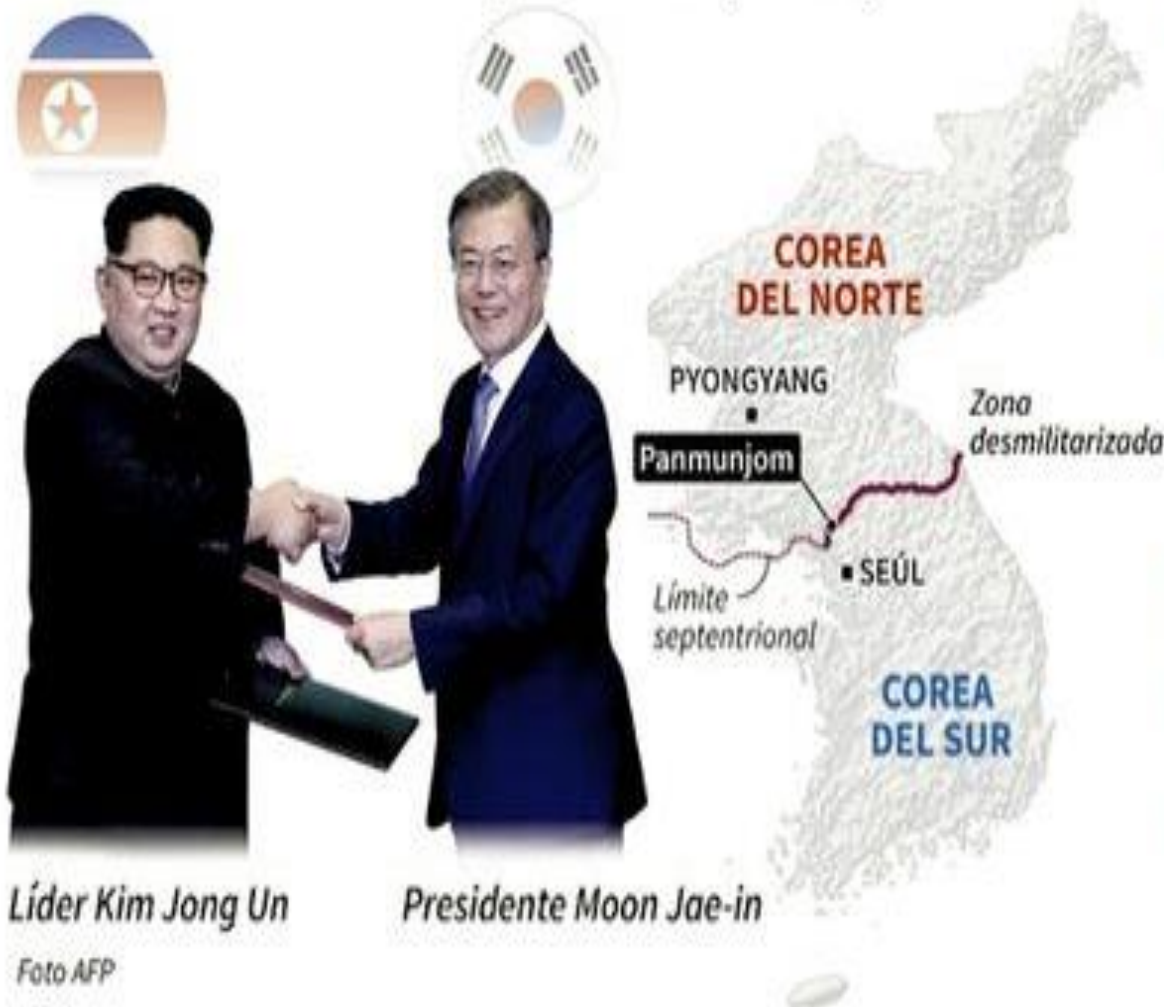 COREA
DEL NORTE
PYONGYANG
Zona
desmilitarizada
Panmunjom
SEÚL
Límite
septentrional
COREA
DEL SUR
Líder Kim Jong Un
Presidente Moon Jae-in
Foto AFP